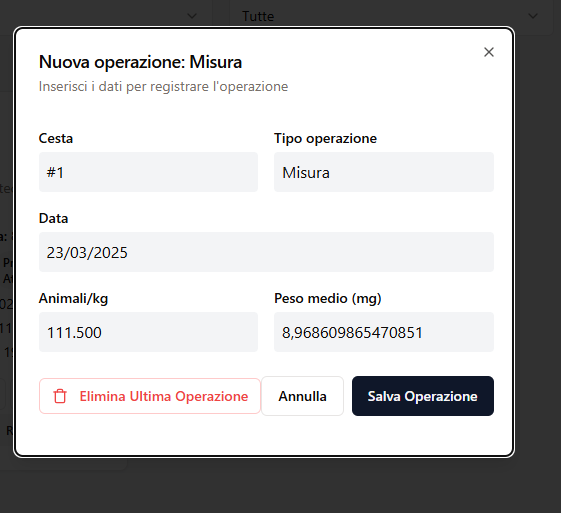 Tutte
Nuova operazione: Misura
Inserisci i dati per registrare l'operazione
Cesta
Tipo operazione
#1
Misura
Data
23/03/2025
Animali/kg
Peso medio (mg)
111.500
8,968609865470851
Elimina Ultima Operazione
Annulla
Salva Operazione